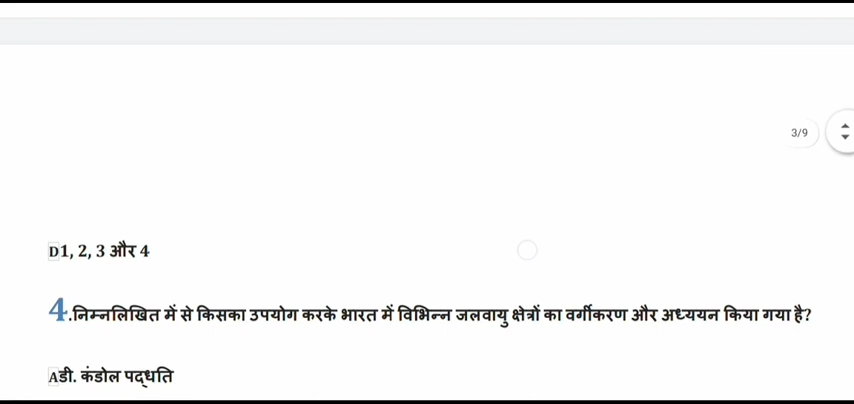 3/9
D1, 2, 3 और 4
4.निम्नलिखित में से किसका उपयोग करके भारत में विभिन्न जलवायु क्षेत्रों का वर्गीकरण और अध्ययन किया गया है?
Aडी. कंडोल पद्धति